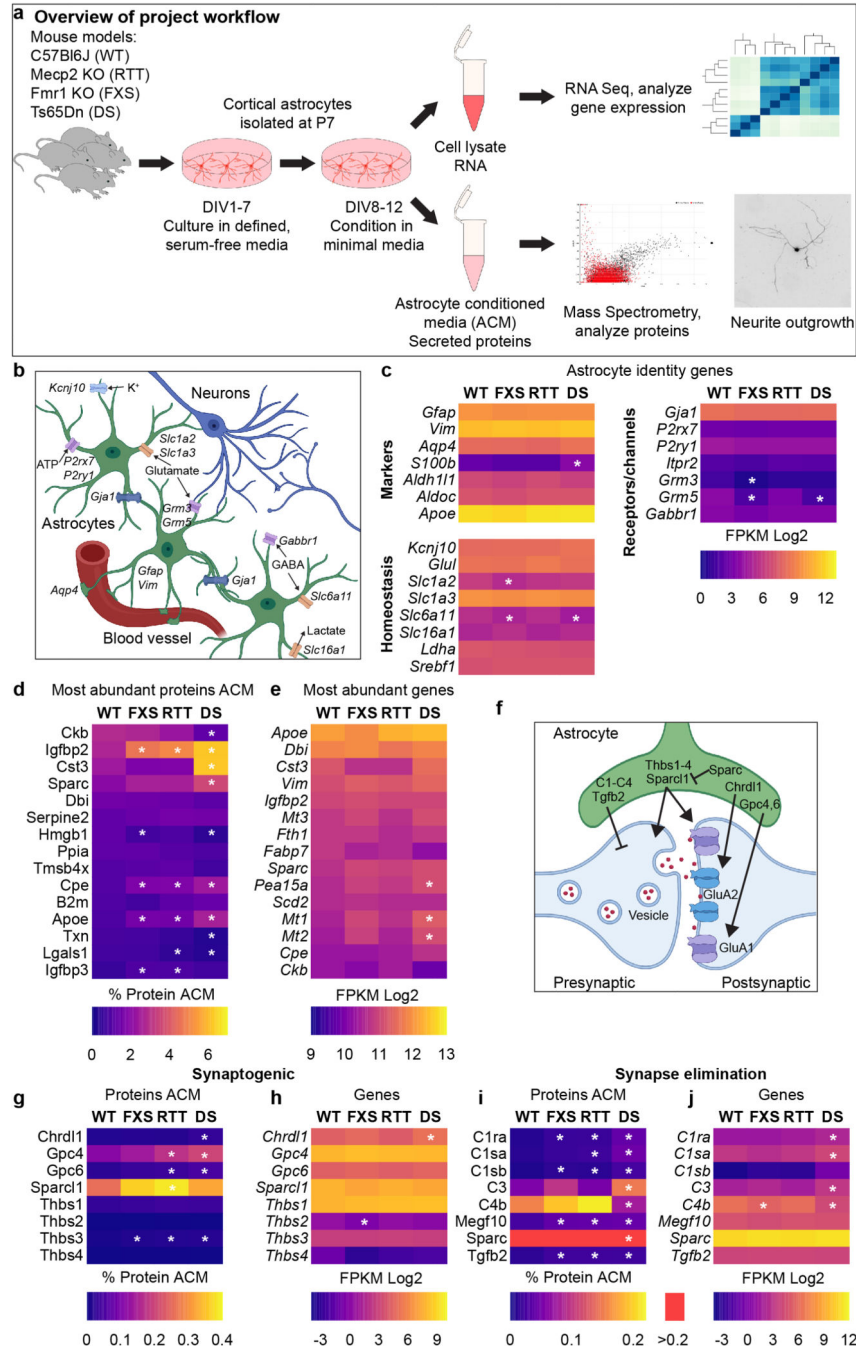 a Overview of project workflow
Mouse models:
C57Bl6J (WT)
Mecp2 KO (RTT)
Fmr1 KO (FXS)
Ts65Dn (DS)
Cortical astrocytes
isolated at P7
DIV1-7
Culture in defined,
serum-free media
DIV8-12
Condition in
minimal media
Cell lysate
RNA
RNA Seq, analyze
gene expression
Astrocyte conditioned
media (ACM)
Secreted proteins
Mass Spectrometry,
analyze proteins
Neurite outgrowth
b
Kcnj10
K+
Neurons
ATP
P2rx7
P2ry1
Slc1a2
Slc1a3
Glutamate
Gja1
Grm3
Grm5
Astrocytes
Gabbr1
GABA
Gfap
Vim
Gja1
Aqp4
Slc6a11
Blood vessel
Lactate
Slc16a1
c
Astrocyte identity genes
WT FXS RTT DS
Markers
Gfap
Vim
Aqp4
S100b *
Aldh1l1
Aldoc
Apoe
Homeostasis
Kcnj10
Glul
Slc1a2 *
Slc1a3
Slc6a11 * *
Slc16a1
Ldha
Srebf1
WT FXS RTT DS
Receptors/channels
Gja1
P2rx7
P2ry1
Itpr2
Grm3 *
Grm5 * *
Gabbr1
FPKM Log2
0 3 6 9 12
d Most abundant proteins ACM
WT FXS RTT DS
Ckb *
Igfbp2 * * *
Cst3 *
Sparc *
Dbi
Serpine2
Hmgb1 * *
Ppia
Tmsb4x
Cpe * * *
B2m
Apoe * * *
Txn *
Lgals1 * *
Igfbp3 * *
% Protein ACM
0 2 4 6
e Most abundant genes
WT FXS RTT DS
Apoe
Dbi
Cst3
Vim
Igfbp2
Mt3
Fth1
Fabp7
Sparc
Pea15a *
Scd2
Mt1 *
Mt2 *
Cpe
Ckb
FPKM Log2
9 10 11 12 13
f
Astrocyte
C1-C4
Tgfb2
Thbs1-4
Sparcl1
Sparc
Chrdl1
Gpc4,6
Vesicle
GluA2
GluA1
Presynaptic
Postsynaptic
Synaptogenic
g Proteins ACM
WT FXS RTT DS
Chrdl1 *
Gpc4 * *
Gpc6 * *
Sparcl1 *
Thbs1
Thbs2
Thbs3 * * *
Thbs4
% Protein ACM
0 0.1 0.2 0.3 0.4
h Genes
WT FXS RTT DS
Chrdl1 *
Gpc4
Gpc6
Sparcl1
Thbs1
Thbs2 *
Thbs3
Thbs4
FPKM Log2
-3 0 3 6 9
Synapse elimination
i Proteins ACM
WT FXS RTT DS
C1ra * * *
C1sa * *
C1sb * * *
C3 *
C4b *
Megf10 * * *
Sparc *
Tgfb2 * * *
% Protein ACM
0 0.1 0.2
>0.2
j Genes
WT FXS RTT DS
C1ra *
C1sa *
C1sb
C3 *
C4b * *
Megf10
Sparc
Tgfb2
FPKM Log2
-3 0 3 6 9 12